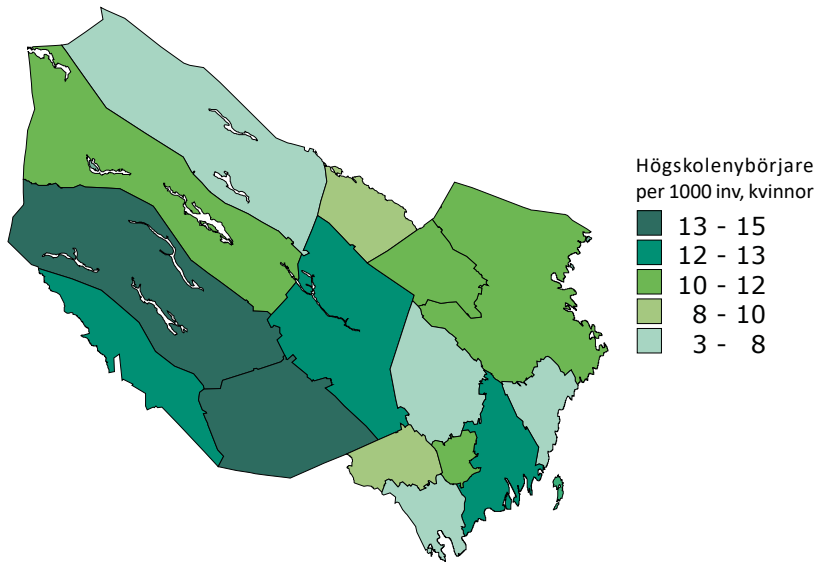 Högskolenybörjare
per 1000 inv, kvinnor
13 - 15
12 - 13
10 - 12
8 - 10
3 - 8